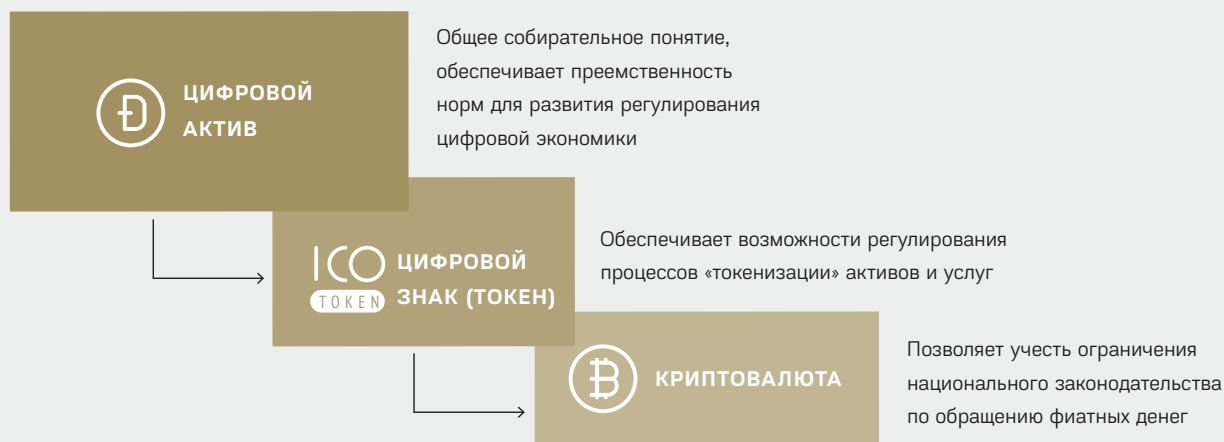 ЦИФРОВОЙ
АКТИВ
Общее собирательное понятие,
обеспечивает преемственность
норм для развития регулирования
цифровой экономики
ICO
TOKEN
ЦИФРОВОЙ
ЗНАК (ТОКЕН)
Обеспечивает возможности регулирования
процессов «токенизации» активов и услуг
КРИПТОВАЛЮТА
Позволяет учесть ограничения
национального законодательства
по обращению фиатных денег